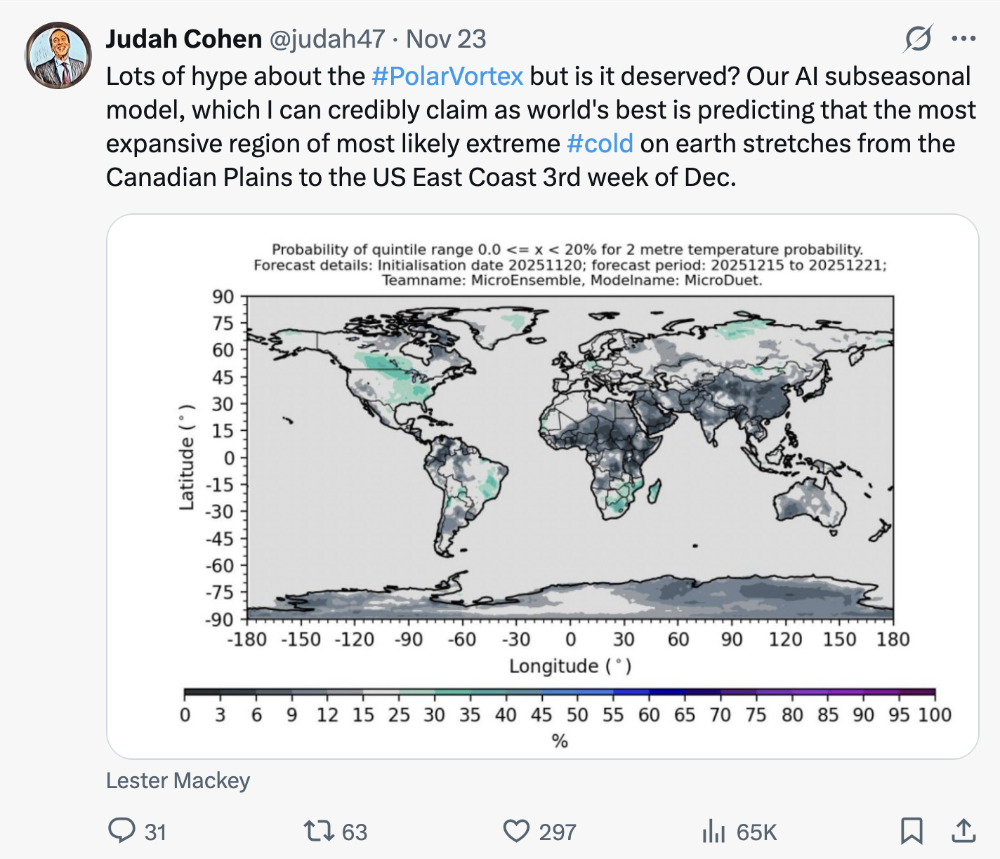 Judah Cohen @judah47 · Nov 23
Lots of hype about the #PolarVortex but is it deserved? Our AI subseasonal
model, which I can credibly claim as world's best is predicting that the most
expansive region of most likely extreme #cold on earth stretches from the
Canadian Plains to the US East Coast 3rd week of Dec.
Probability of quintile range 0.0 <= x < 20% for 2 metre temperature probability.
Forecast details: Initialisation date 20251120; forecast period: 20251215 to 20251221;
Teamname: MicroEnsemble, Modelname: MicroDuet.
90
75
60
45
30
15
0
-15
-30
-45
-60
-75
-90
Latitude (°)
-180 -150 -120 -90 -60 -30 0 30 60 90 120 150 180
Longitude (°)
0 3 6 9 12 15 25 30 35 40 45 50 55 60 65 70 75 80 85 90 95 100
%
Lester Mackey
31 63 297 65K